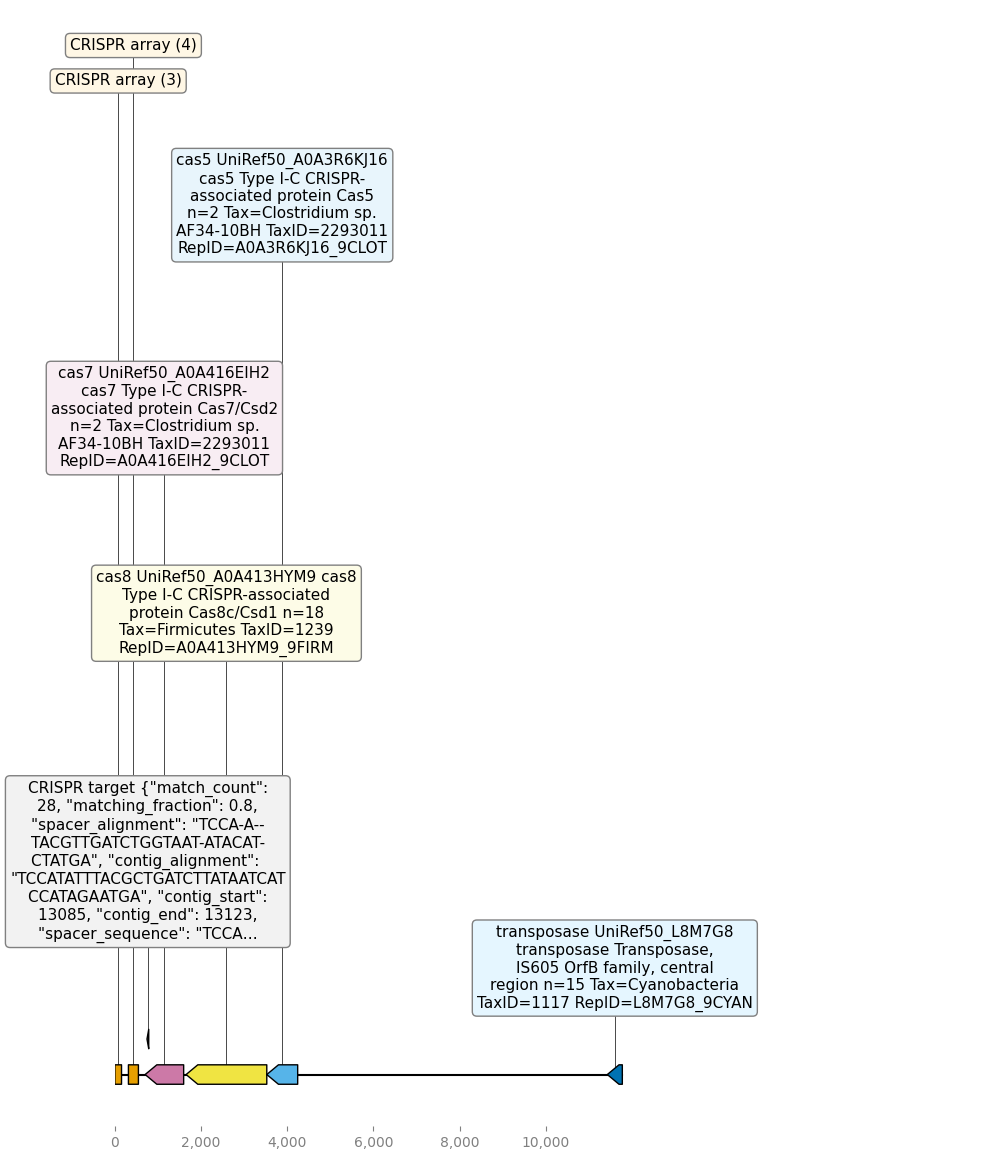 CRISPR array (4)
CRISPR array (3)
cas5 UniRef50_A0A3R6KJ16
cas5 Type I-C CRISPR-
associated protein Cas5
n=2 Tax=Clostridium sp.
AF34-10BH TaxID=2293011
RepID=A0A3R6KJ16_9CLOT
cas7 UniRef50_A0A416EIH2
cas7 Type I-C CRISPR-
associated protein Cas7/Csd2
n=2 Tax=Clostridium sp.
AF34-10BH TaxID=2293011
RepID=A0A416EIH2_9CLOT
cas8 UniRef50_A0A413HYM9 cas8
Type I-C CRISPR-associated
protein Cas8c/Csd1 n=18
Tax=Firmicutes TaxID=1239
RepID=A0A413HYM9_9FIRM
CRISPR target {"match_count":
28, "matching_fraction": 0.8,
"spacer_alignment": "TCCA-A--
TACGTTGATCTGGTAAT-ATACAT-
CTATGA", "contig_alignment":
"TCCATATTTACGCTGATCTTATAATCAT
CCATAGAATGA", "contig_start":
13085, "contig_end": 13123,
"spacer_sequence": "TCCA...
transposase UniRef50_L8M7G8
transposase Transposase,
IS605 OrfB family, central
region n=15 Tax=Cyanobacteria
TaxID=1117 RepID=L8M7G8_9CYAN
0
2,000
4,000
6,000
8,000
10,000